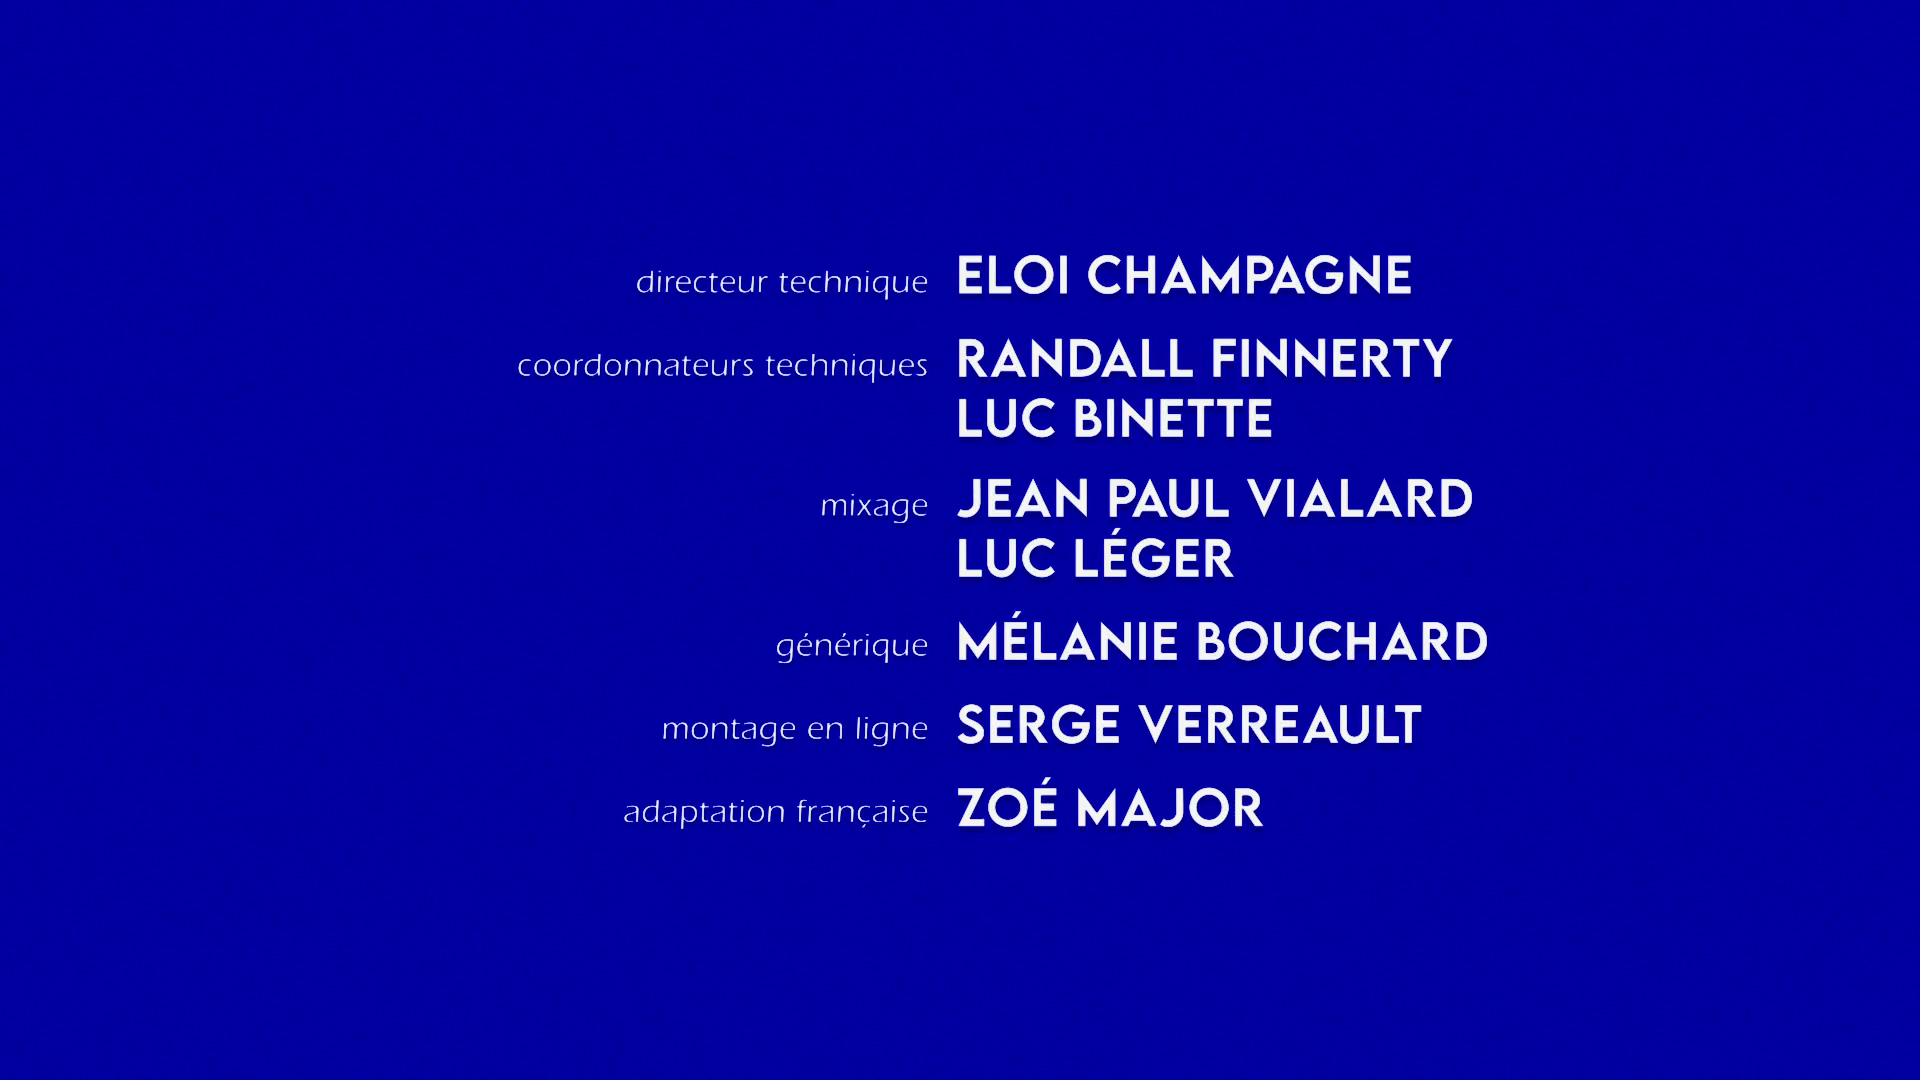 directeur technique ELOI CHAMPAGNE
coordonnateurs techniques RANDALL FINNERTY
LUC BINETTE
mixage JEAN PAUL VIALARD
LUC LÉGER
générique MÉLANIE BOUCHARD
montage en ligne SERGE VERREAULT
adaptation française ZOÉ MAJOR